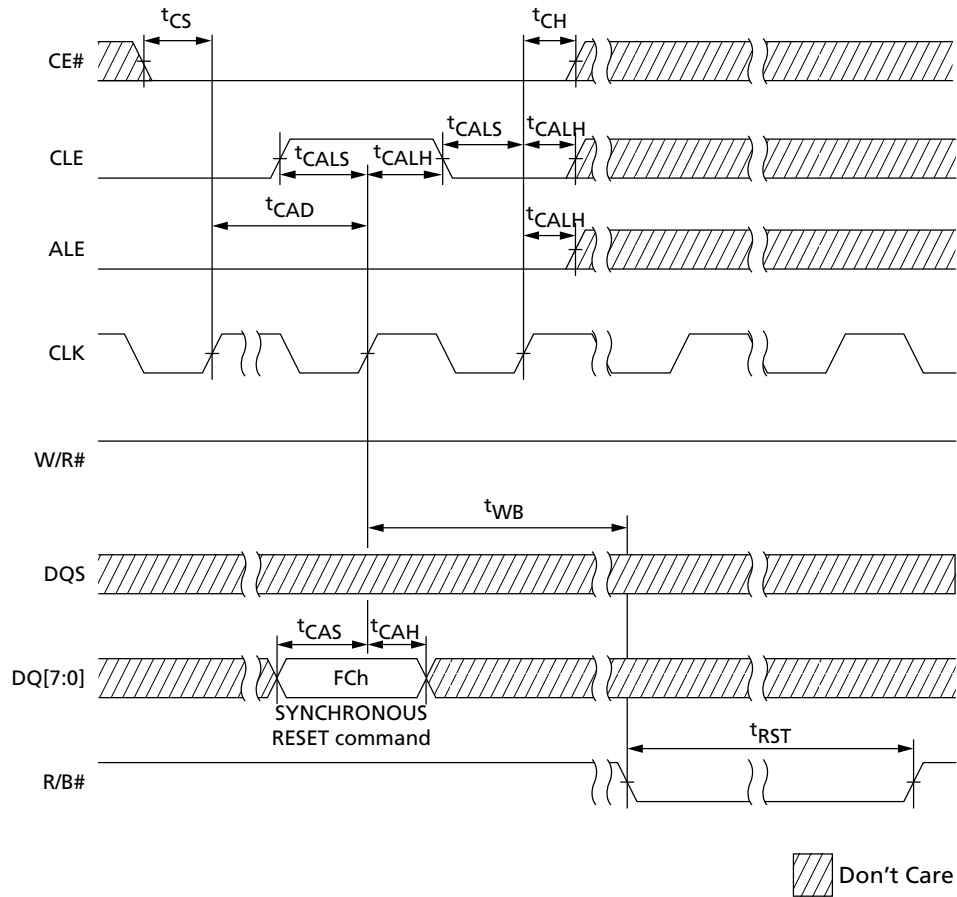 tCS
tCH
CE#
tCALS
tCALH
CLE
tCALS
tCALH
tCAD
tCALH
ALE
CLK
W/R#
tWB
DQS
tCAS
tCAH
DQ[7:0]
FCh
SYNCHRONOUS
RESET command
tRST
R/B#
Don't Care